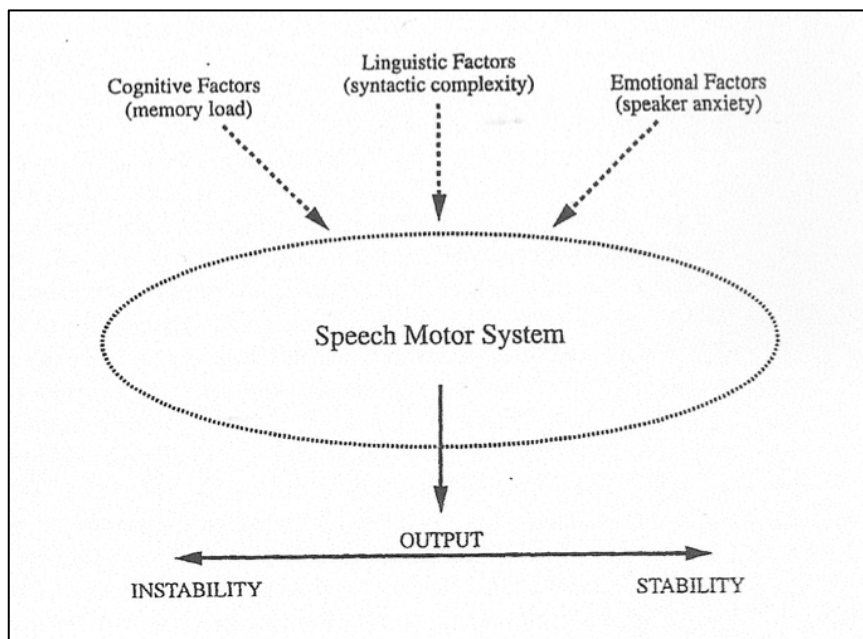 Cognitive Factors
(memory load)
Linguistic Factors
(syntactic complexity)
Emotional Factors
(speaker anxiety)
Speech Motor System
OUTPUT
INSTABILITY
STABILITY